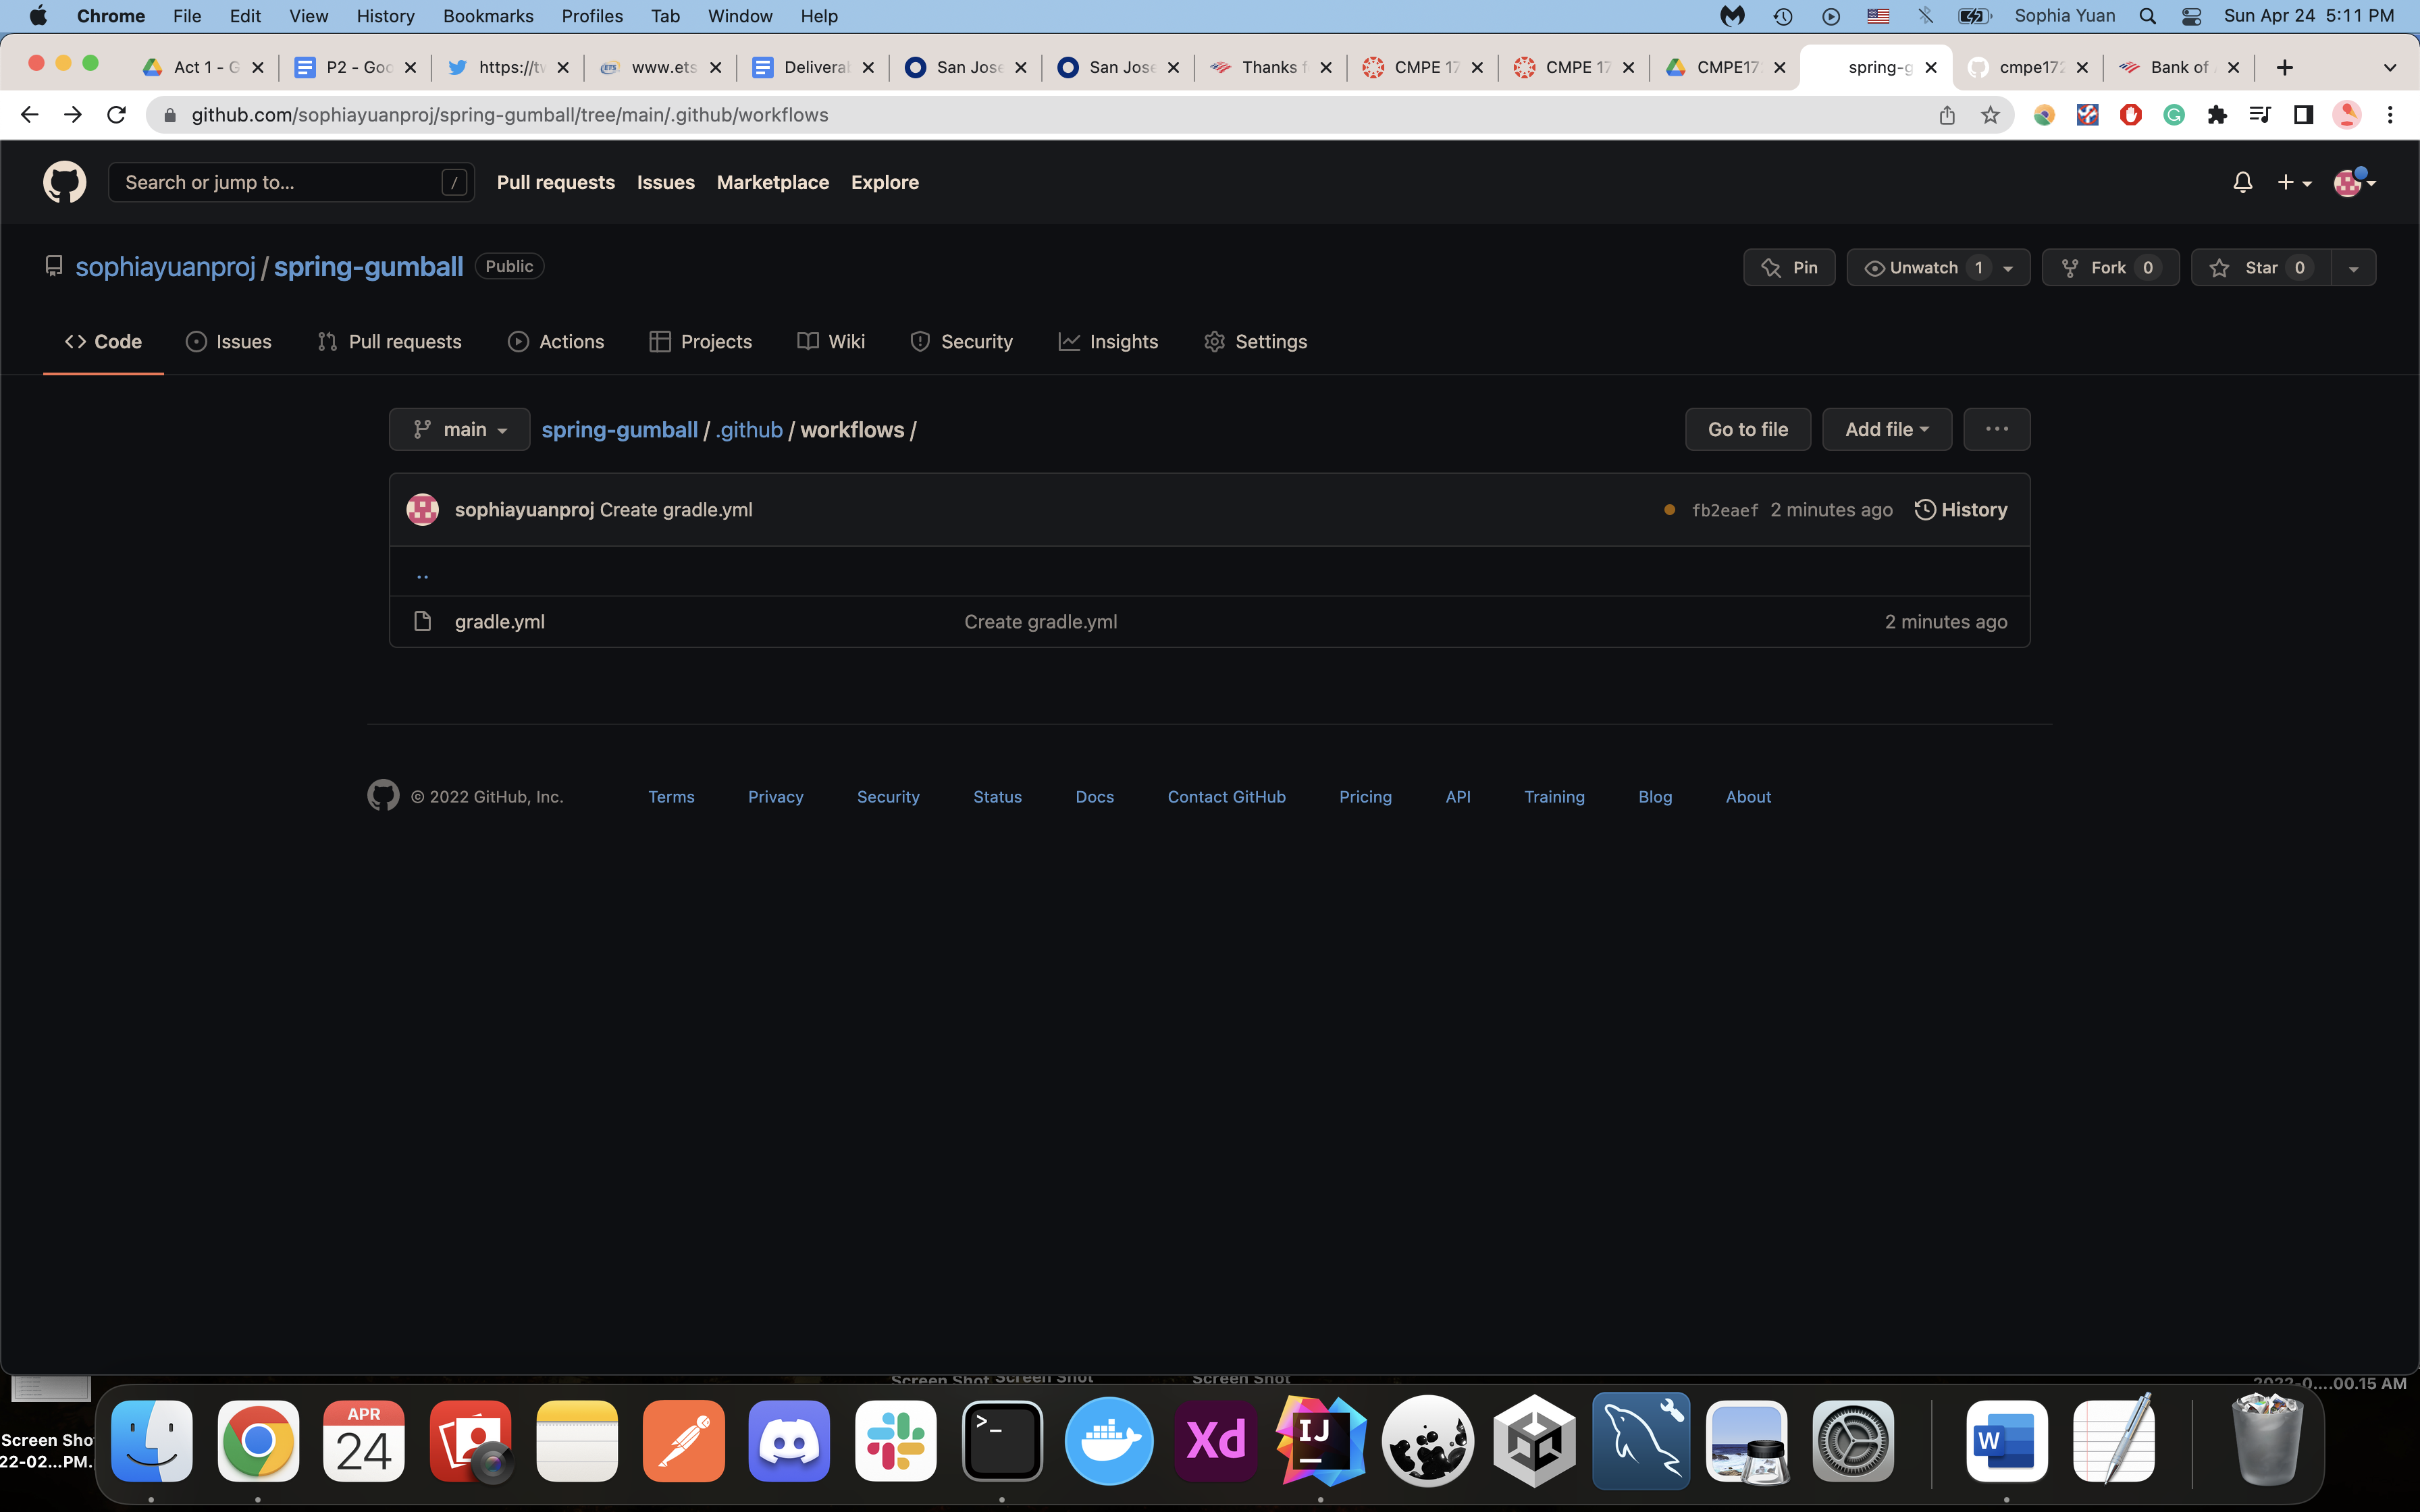 Chrome File Edit View History Bookmarks Profiles Tab Window Help Sophia Yuan Sun Apr 24 5:11 PM
Act 1 - G P2 - Goo https://tw www.ets Deliverab San Jose San Jose Thanks f CMPE 17 CMPE 17 CMPE17 spring-g cmpe172 Bank of
github.com/sophiayuanproj/spring-gumball/tree/main/.github/workflows
Search or jump to... / Pull requests Issues Marketplace Explore
sophiayuanproj / spring-gumball Public Pin Unwatch 1 Fork 0 Star 0
Code Issues Pull requests Actions Projects Wiki Security Insights Settings
main spring-gumball / .github / workflows / Go to file Add file ...
sophiayuanproj Create gradle.yml fb2eaef 2 minutes ago History
..
gradle.yml Create gradle.yml 2 minutes ago
© 2022 GitHub, Inc. Terms Privacy Security Status Docs Contact GitHub Pricing API Training Blog About
Screen Shot Screen Shot Screen Shot 2022-0....00.15 AM
APR
24
>_
Xd
IJ
W
Screen Sho
22-02...PM.